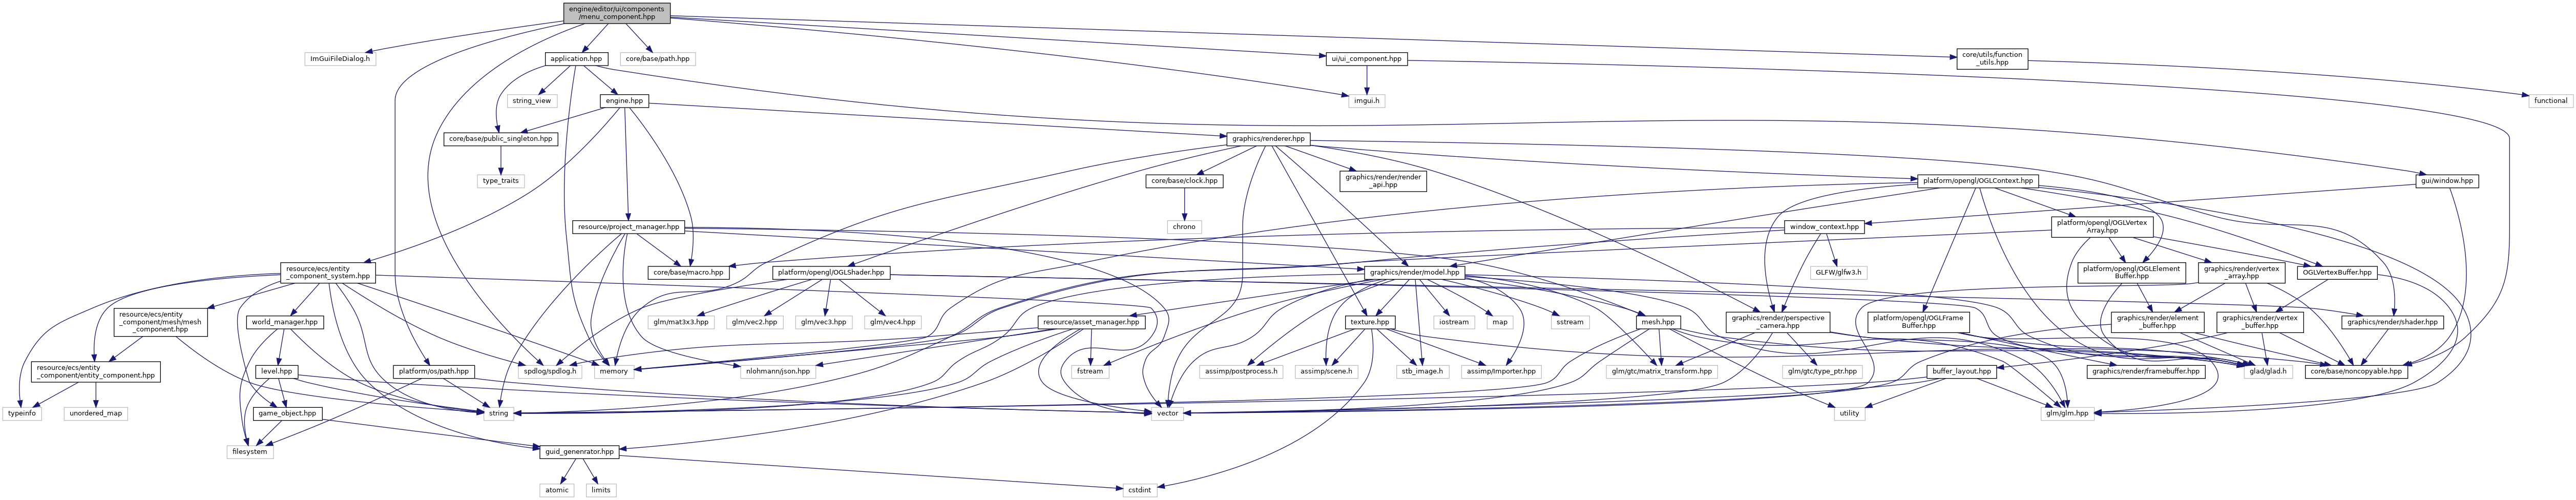 engine/editor/ui/components
/menu_component.hpp
ImGuiFileDialog.h
application.hpp
core/base/path.hpp
ui/ui_component.hpp
core/utils/function
_utils.hpp
string_view
engine.hpp
imgui.h
functional
core/base/public_singleton.hpp
graphics/renderer.hpp
type_traits
core/base/clock.hpp
graphics/render/render
_api.hpp
platform/opengl/OGLContext.hpp
gui/window.hpp
resource/project_manager.hpp
chrono
window_context.hpp
platform/opengl/OGLVertex
Array.hpp
resource/ecs/entity
_component_system.hpp
core/base/macro.hpp
platform/opengl/OGLShader.hpp
graphics/render/model.hpp
GLFW/glfw3.h
platform/opengl/OGLElement
Buffer.hpp
graphics/render/vertex
_array.hpp
OGLVertexBuffer.hpp
resource/ecs/entity
_component/mesh/mesh
_component.hpp
world_manager.hpp
glm/mat3x3.hpp
glm/vec2.hpp
glm/vec3.hpp
glm/vec4.hpp
resource/asset_manager.hpp
texture.hpp
iostream
map
sstream
mesh.hpp
graphics/render/perspective
_camera.hpp
platform/opengl/OGLFrame
Buffer.hpp
graphics/render/element
_buffer.hpp
graphics/render/vertex
_buffer.hpp
graphics/render/shader.hpp
resource/ecs/entity
_component/entity_component.hpp
level.hpp
platform/os/path.hpp
spdlog/spdlog.h
memory
nlohmann/json.hpp
fstream
assimp/postprocess.h
assimp/scene.h
stb_image.h
assimp/Importer.hpp
glm/gtc/matrix_transform.hpp
glm/gtc/type_ptr.hpp
buffer_layout.hpp
graphics/render/framebuffer.hpp
glad/glad.h
core/base/noncopyable.hpp
typeinfo
unordered_map
game_object.hpp
string
vector
utility
glm/glm.hpp
filesystem
guid_genenrator.hpp
atomic
limits
cstdint